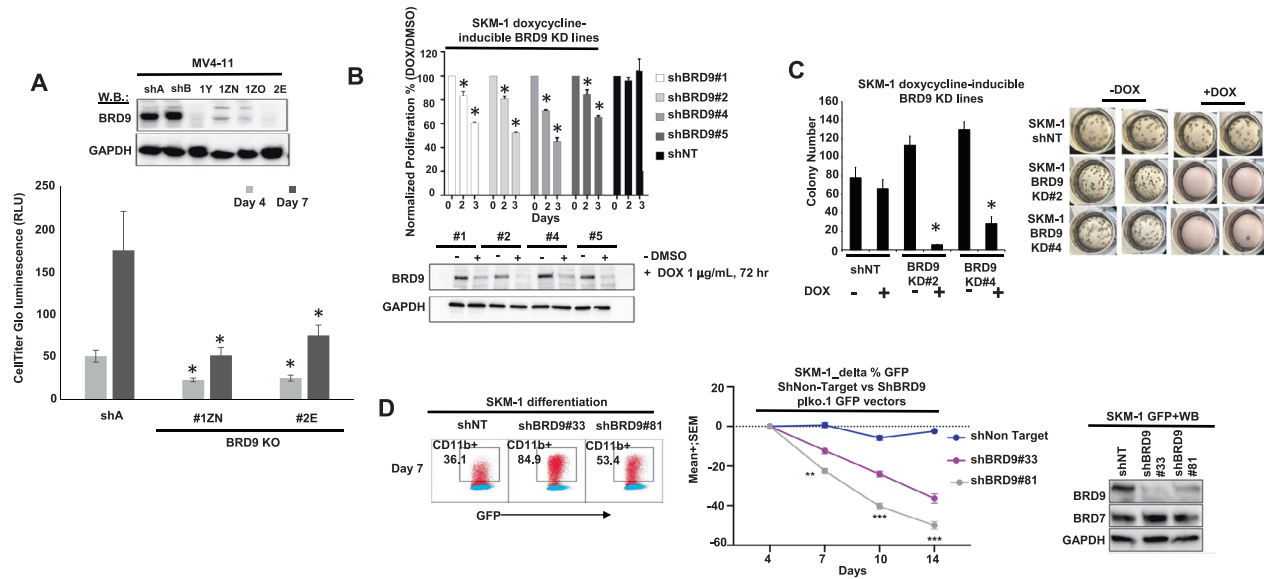 A
MV4-11
W.B.:
shA shB 1Y 1ZN 1ZO 2E
BRD9
GAPDH
CellTiter Glo luminescence (RLU)
250
200
150
100
50
0
Day 4 Day 7
* * * *
shA #1ZN #2E
BRD9 KO
B
SKM-1 doxycycline-
inducible BRD9 KD lines
Normalized Proliferation % (DOX/DMSO)
120
100
80
60
40
20
0
* * * * * * * *
shBRD9#1
shBRD9#2
shBRD9#4
shBRD9#5
shNT
0 2 3 0 2 3 0 2 3 0 2 3 0 2 3
Days
#1 #2 #4 #5
- + - + - + - + - DMSO
+ DOX 1 µg/mL, 72 hr
BRD9
GAPDH
C
SKM-1 doxycycline-inducible
BRD9 KD lines
Colony Number
160
140
120
100
80
60
40
20
0
* *
shNT BRD9 KD#2 BRD9 KD#4
DOX - + - + - +
-DOX +DOX
SKM-1
shNT
SKM-1
BRD9
KD#2
SKM-1
BRD9
KD#4
D
SKM-1 differentiation
shNT shBRD9#33 shBRD9#81
Day 7
CD11b+ CD11b+ CD11b+
36.1 84.9 53.4
GFP
SKM-1_delta % GFP
ShNon-Target vs ShBRD9
plko.1 GFP vectors
Mean+;SEM
20
0
-20
-40
-60
** *** ***
4 7 10 14
Days
shNon Target
shBRD9#33
shBRD9#81
SKM-1 GFP+WB
shNT
shBRD9
#33
shBRD9
#81
BRD9
BRD7
GAPDH